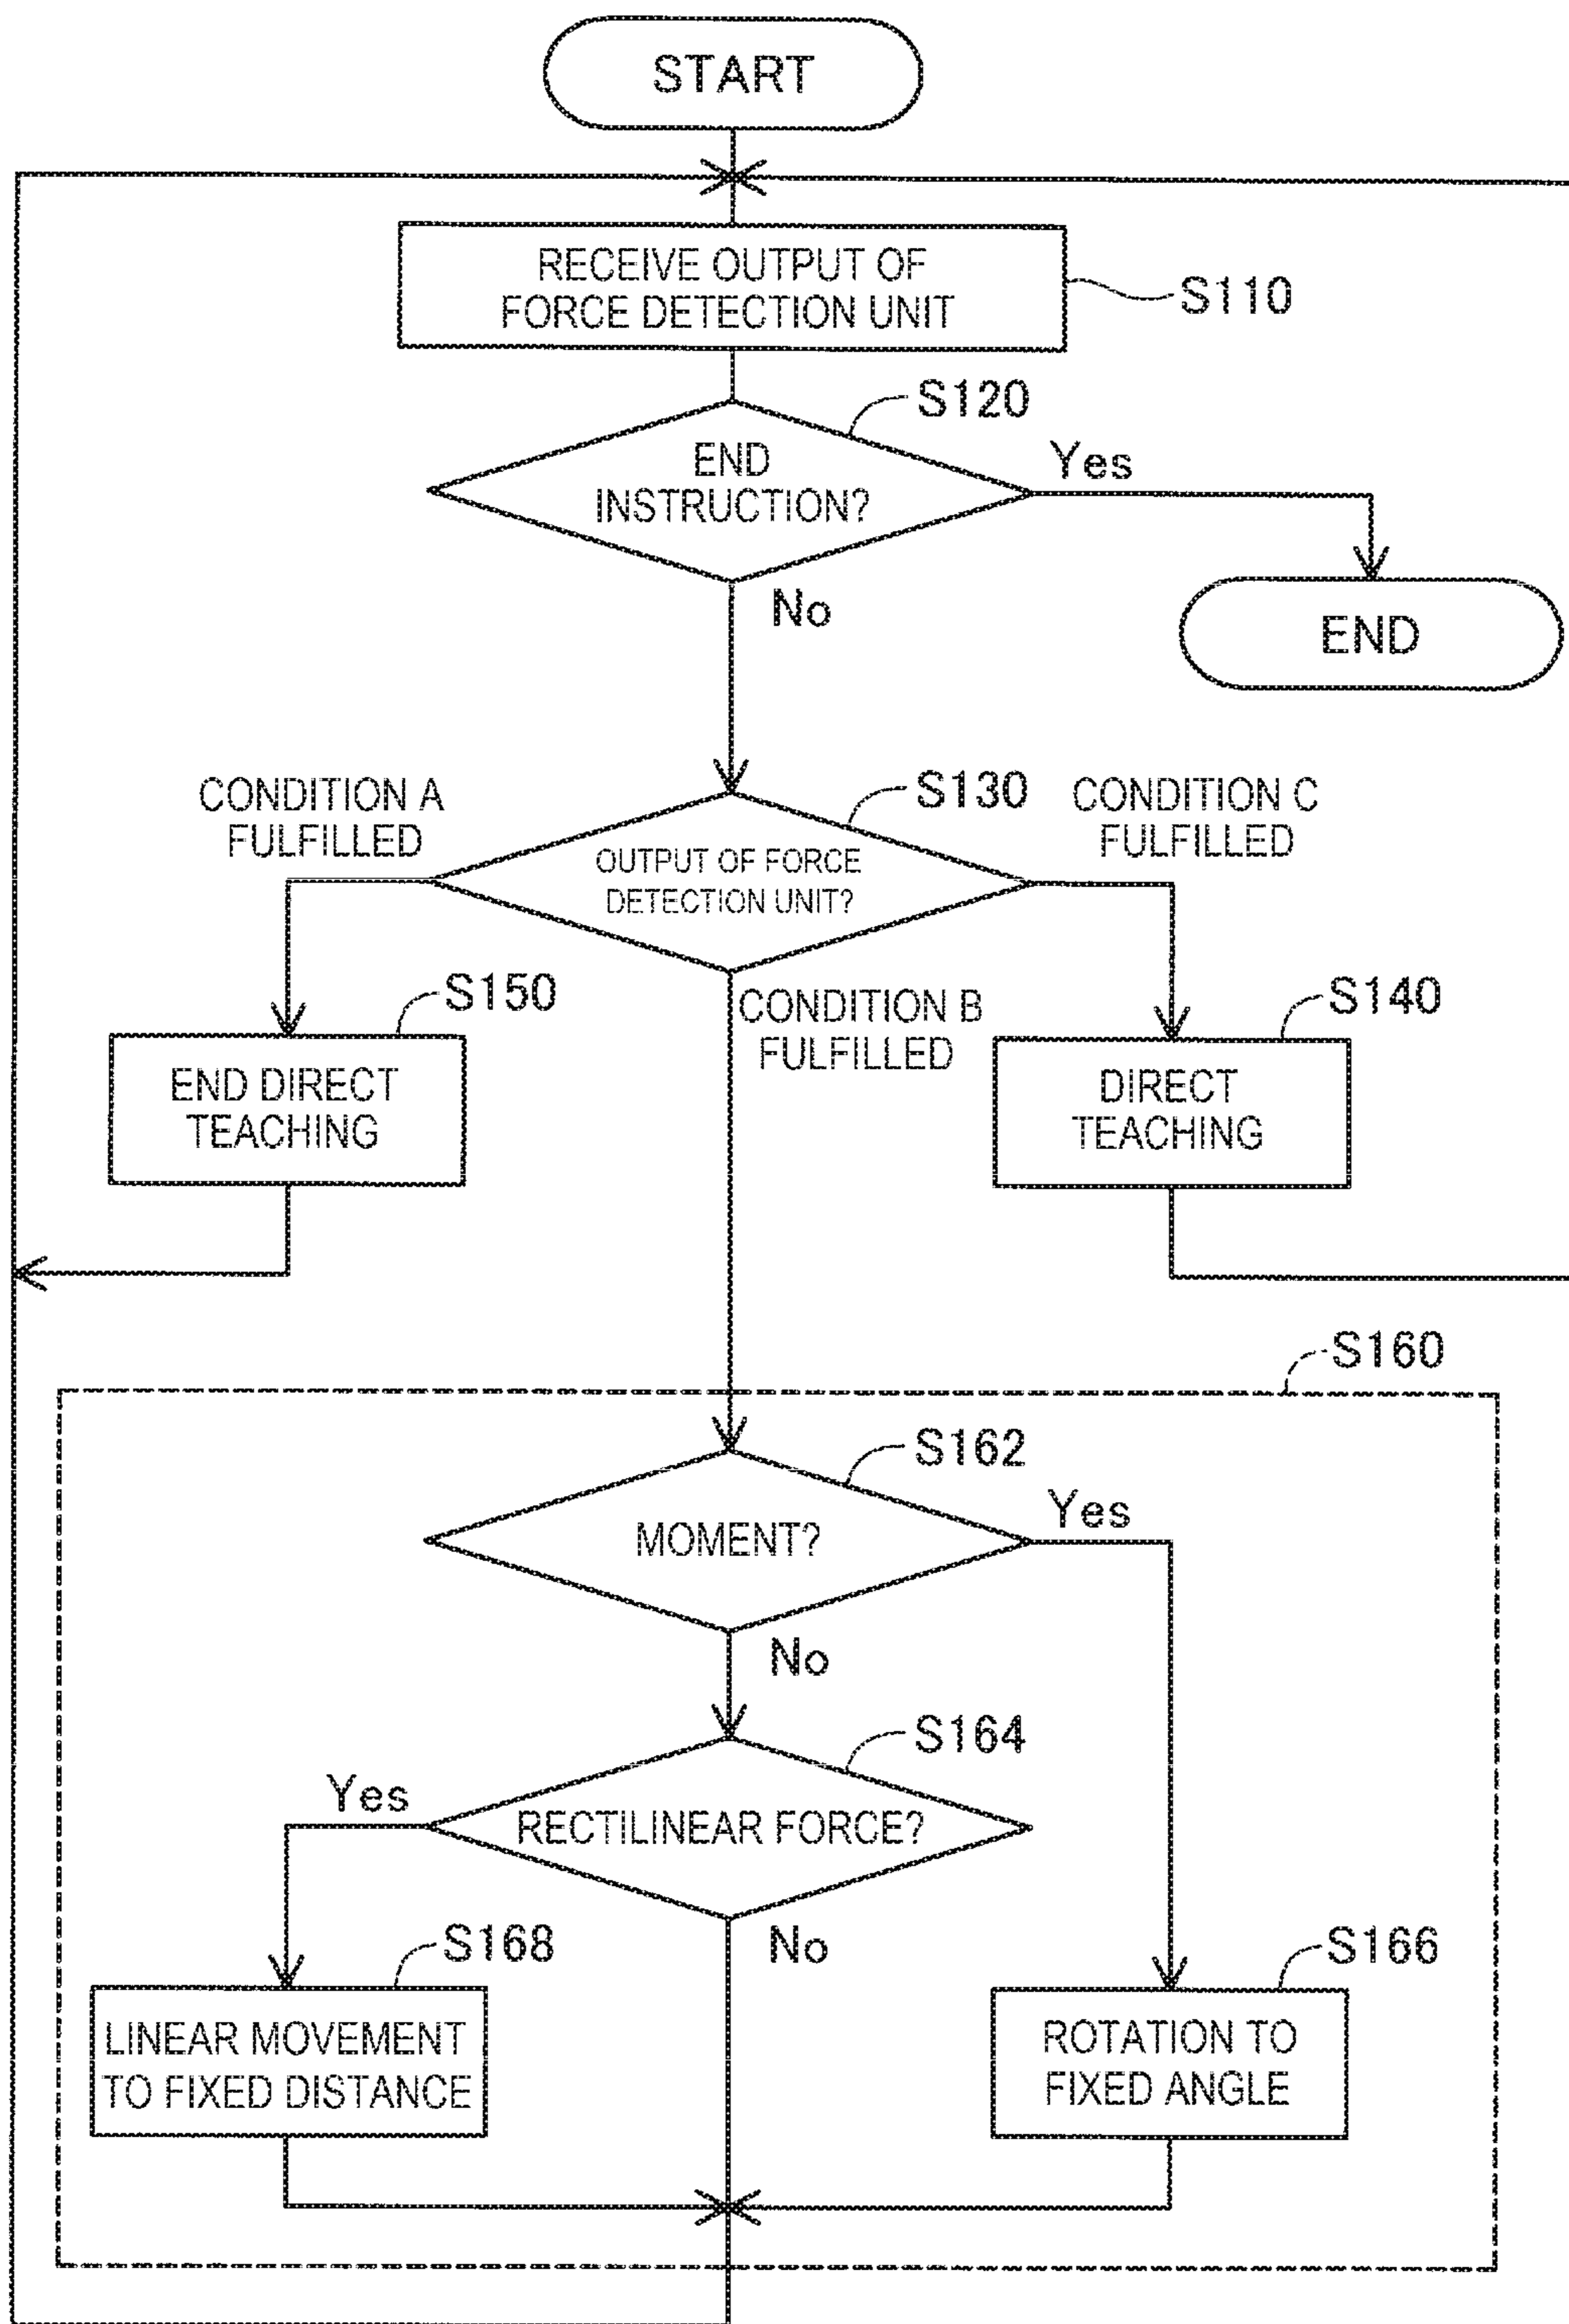 START
RECEIVE OUTPUT OF
FORCE DETECTION UNIT
S110
S120
END
INSTRUCTION?
Yes
No
END
CONDITION A
FULFILLED
S130
OUTPUT OF FORCE
DETECTION UNIT?
CONDITION C
FULFILLED
S150
END DIRECT
TEACHING
CONDITION B
FULFILLED
S140
DIRECT
TEACHING
S160
S162
MOMENT?
Yes
No
S164
RECTILINEAR FORCE?
Yes
No
S168
LINEAR MOVEMENT
TO FIXED DISTANCE
S166
ROTATION TO
FIXED ANGLE